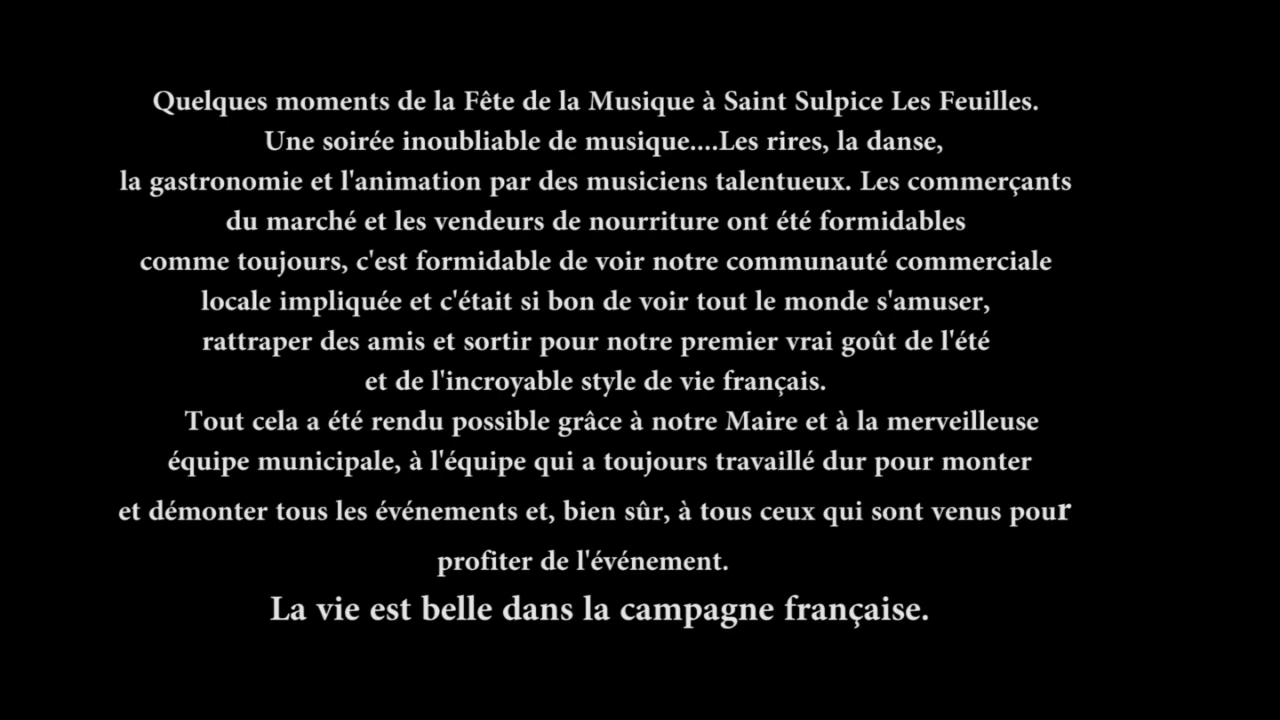 Quelques moments de la Fête de la Musique à Saint Sulpice Les Feuilles.
Une soirée inoubliable de musique....Les rires, la danse,
la gastronomie et l'animation par des musiciens talentueux. Les commerçants
du marché et les vendeurs de nourriture ont été formidables
comme toujours, c'est formidable de voir notre communauté commerciale
locale impliquée et c'était si bon de voir tout le monde s'amuser,
rattraper des amis et sortir pour notre premier vrai goût de l'été
et de l'incroyable style de vie français.
Tout cela a été rendu possible grâce à notre Maire et à la merveilleuse
équipe municipale, à l'équipe qui a toujours travaillé dur pour monter
et démonter tous les événements et, bien sûr, à tous ceux qui sont venus pour
profiter de l'événement.
La vie est belle dans la campagne française.